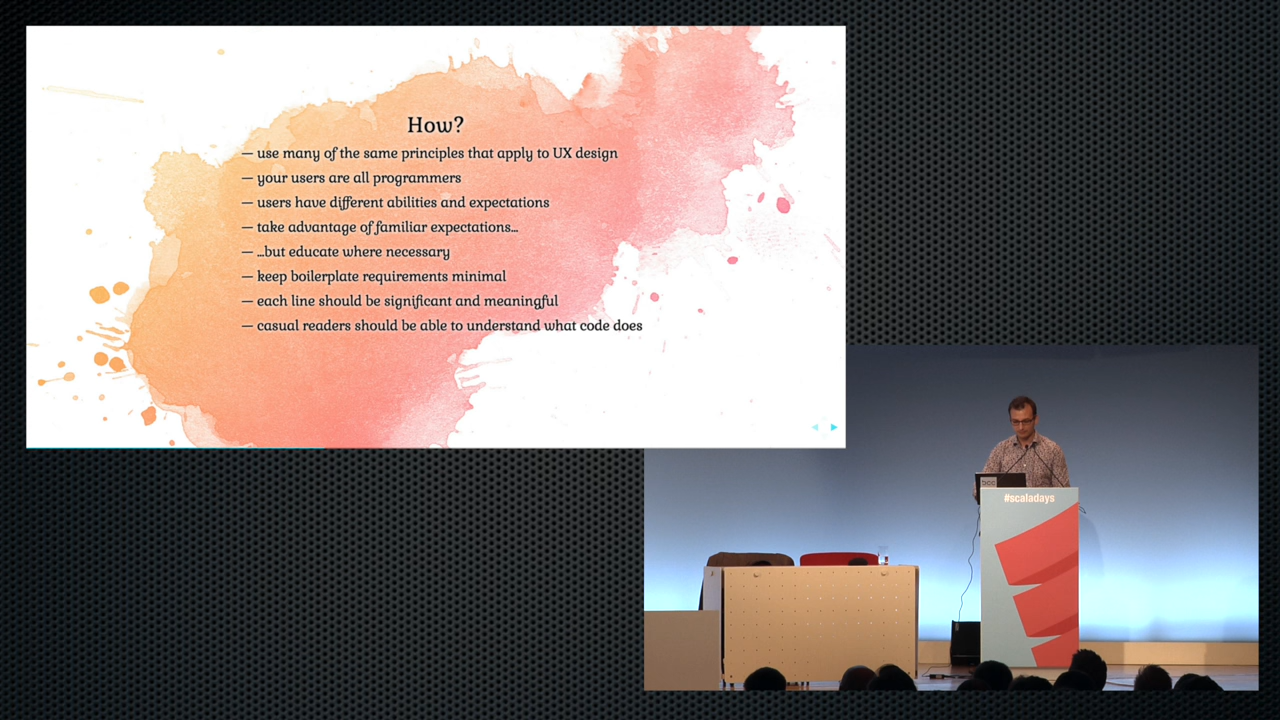 How?
— use many of the same principles that apply to UX design
— your users are all programmers
— users have different abilities and expectations
— take advantage of familiar expectations...
— ...but educate where necessary
— keep boilerplate requirements minimal
— each line should be significant and meaningful
— casual readers should be able to understand what code does
bcc
#scaladays